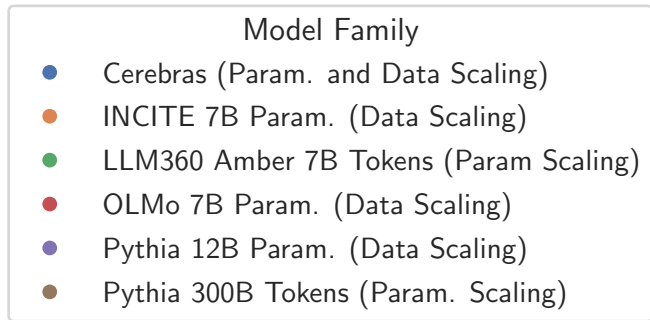 Model Family
Cerebras (Param. and Data Scaling)
INCITE 7B Param. (Data Scaling)
LLM360 Amber 7B Tokens (Param Scaling)
OLMo 7B Param. (Data Scaling)
Pythia 12B Param. (Data Scaling)
Pythia 300B Tokens (Param. Scaling)